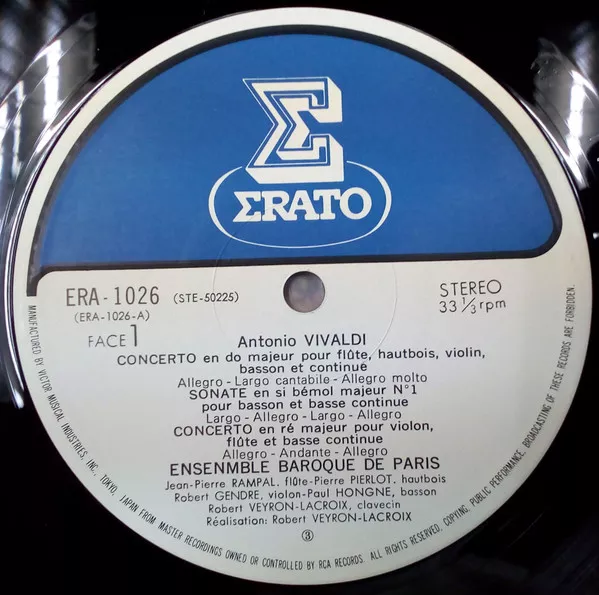 Σ
ΣRATO
ERA-1026 (STE-50225)
(ERA-1026-A)
FACE 1
STEREO
33 1/3 rpm
Antonio VIVALDI
CONCERTO en do majeur pour flûte, hautbois, violin,
basson et continue
Allegro - Largo cantabile - Allegro molto
SONATE en si bémol majeur N°1
pour basson et basse continue
Largo - Allegro - Largo - Allegro
CONCERTO en ré majeur pour violon,
flûte et basse continue
Allegro - Andante - Allegro
ENSENMBLE BAROQUE DE PARIS
Jean-Pierre RAMPAL, flûte-Pierre PIERLOT, hautbois
Robert GENDRE, violon-Paul HONGNE, basson
Robert VEYRON-LACROIX, clavecin
Réalisation: Robert VEYRON-LACROIX
③
MANUFACTURED BY VICTOR MUSICAL INDUSTRIES, INC., TOKYO, JAPAN FROM MASTER RECORDINGS OWNED OR CONTROLLED BY RCA RECORDS. ALL RIGHTS RESERVED, COPYING, PUBLIC PERFORMANCE, BROADCASTING OF THESE RECORDS ARE FORBIDDEN.